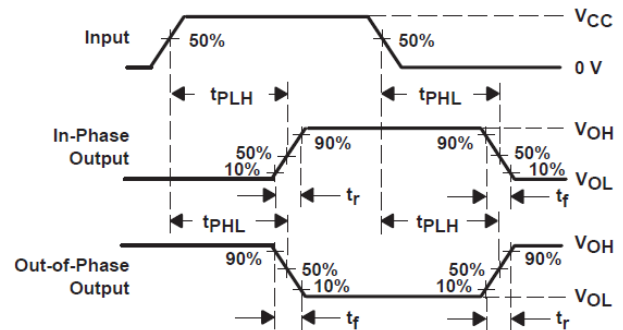 Input
50%
50%
VCC
0 V
tPLH
tPHL
In-Phase
Output
50%
10%
90%
90%
50%
10%
VOH
VOL
tr
tf
tPHL
tPLH
Out-of-Phase
Output
90%
50%
10%
50%
10%
90%
VOH
VOL
tf
tr